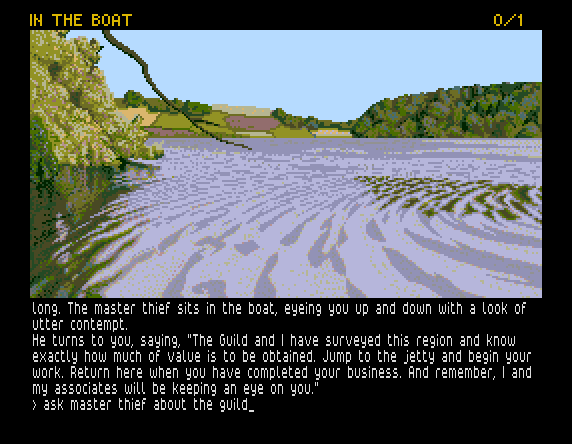 IN THE BOAT 0/1
long. The master thief sits in the boat, eyeing you up and down with a look of
utter contempt.
He turns to you, saying, "The Guild and I have surveyed this region and know
exactly how much of value is to be obtained. Jump to the jetty and begin your
work. Return here when you have completed your business. And remember, I and
my associates will be keeping an eye on you."
> ask master thief about the guild_